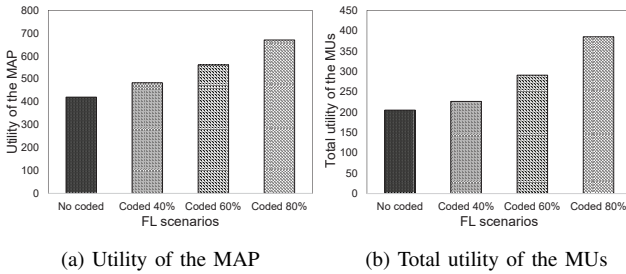 Utility of the MAP
800
700
600
500
400
300
200
100
0
No coded Coded 40% Coded 60% Coded 80%
FL scenarios
(a) Utility of the MAP
Total utility of the MUs
450
400
350
300
250
200
150
100
50
0
No coded Coded 40% Coded 60% Coded 80%
FL scenarios
(b) Total utility of the MUs